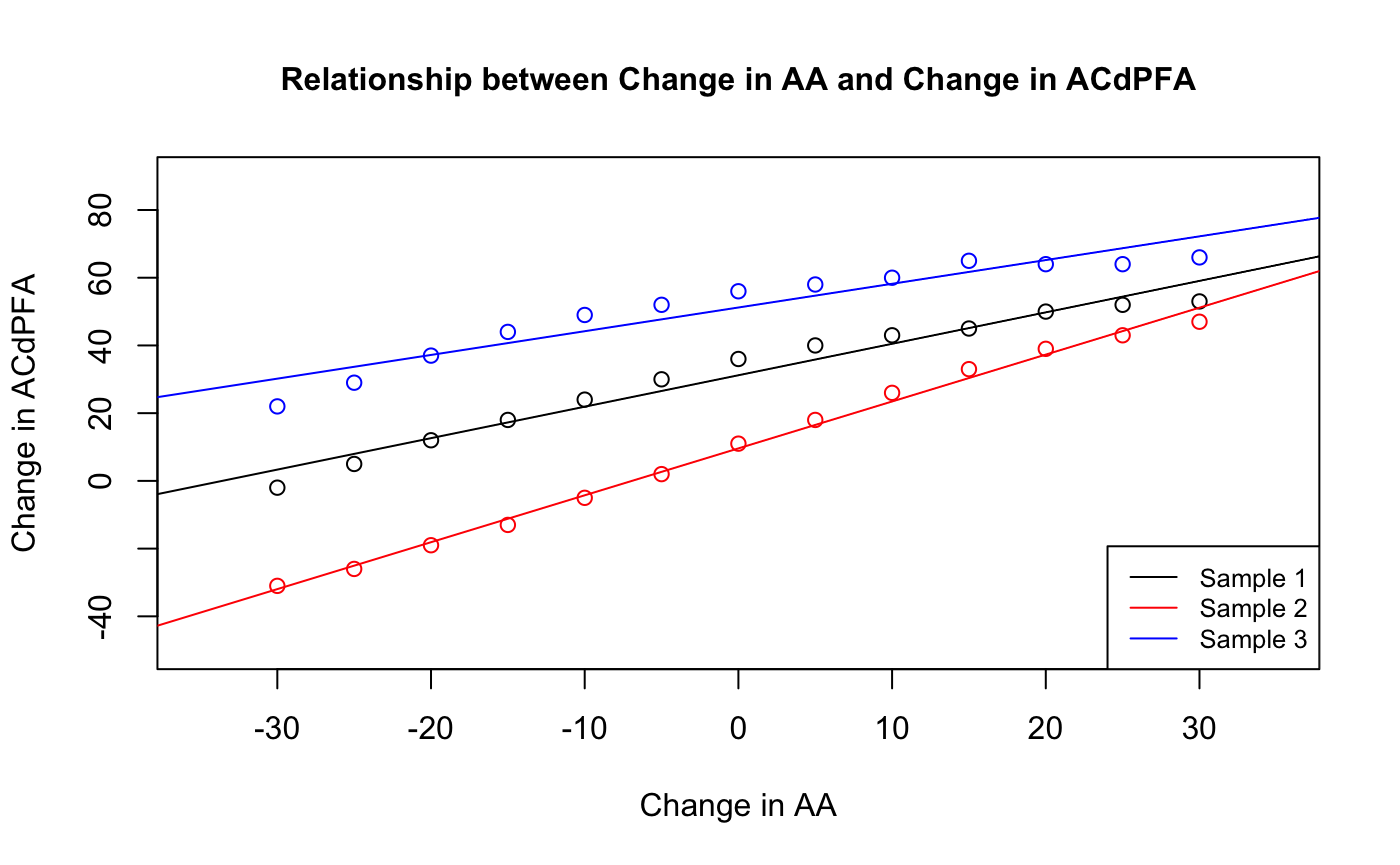 Relationship between Change in AA and Change in ACdPFA
Change in ACdPFA
80
60
40
20
0
-40
Sample 1
Sample 2
Sample 3
-30 -20 -10 0 10 20 30
Change in AA